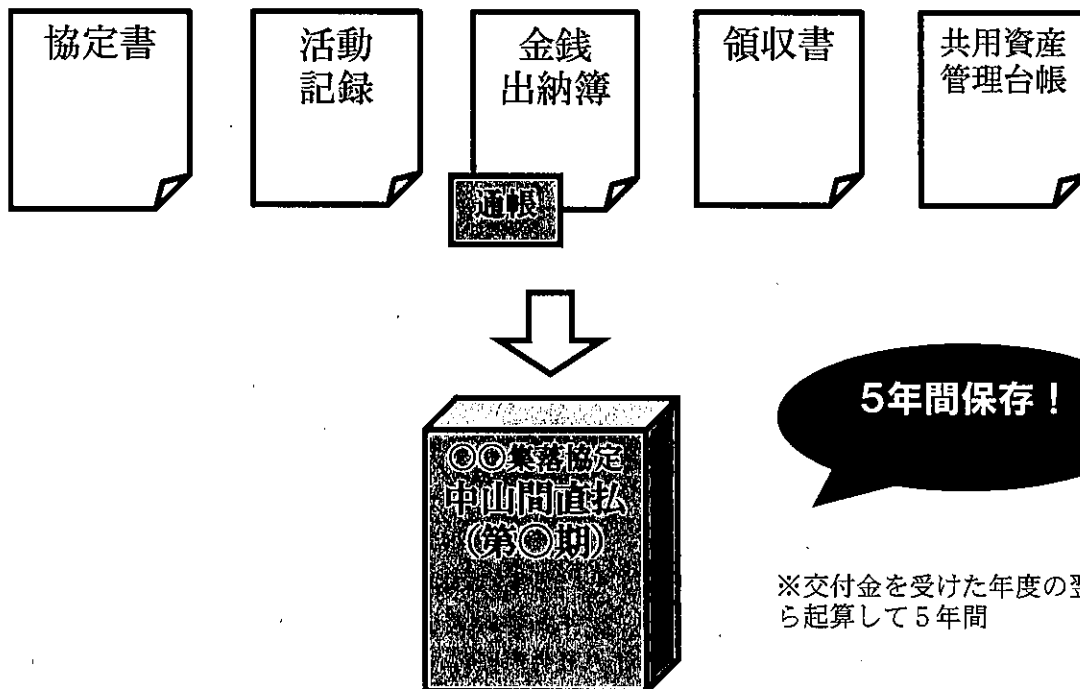 協定書
活動
記録
金銭
出納簿
通帳
領収書
共用資産
管理台帳
5年間保存！
◎◎集落協定
中山間直払
(第◎期)
※交付金を受けた年度の翌
ら起算して5年間